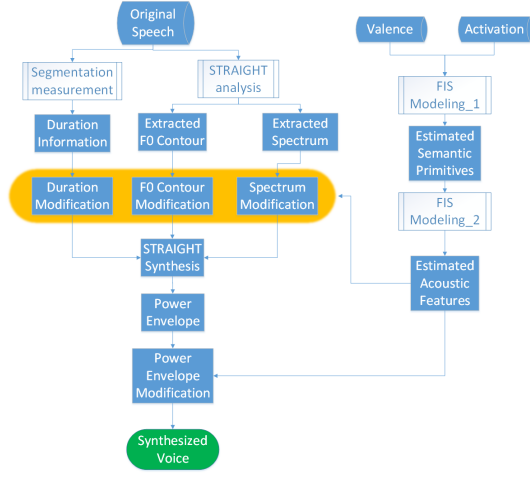 Original
Speech
Valence
Activation
Segmentation
measurement
STRAIGHT
analysis
FIS
Modeling_1
Duration
Information
Extracted
F0 Contour
Extracted
Spectrum
Estimated
Semantic
Primitives
Duration
Modification
F0 Contour
Modification
Spectrum
Modification
FIS
Modeling_2
STRAIGHT
Synthesis
Estimated
Acoustic
Features
Power
Envelope
Power
Envelope
Modification
Synthesized
Voice